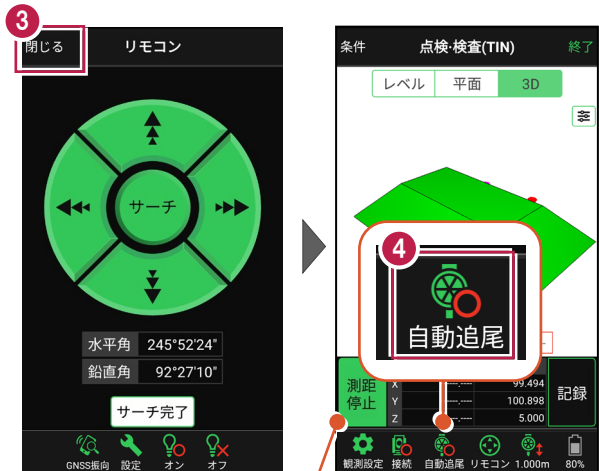 3
閉じる
リモコン
サーチ
水平角 245°52'24"
鉛直角 92°27'10"
サーチ完了
GNSS振向 設定 オン オフ
条件
点検・検査(TIN)
終了
レベル 平面 3D
4
自動追尾
測距
停止
X ----.---- 99.494
Y ----.---- 100.898
Z ----.---- 5.000
記録
観測設定 接続 自動追尾 リモコン 1.000m 80%